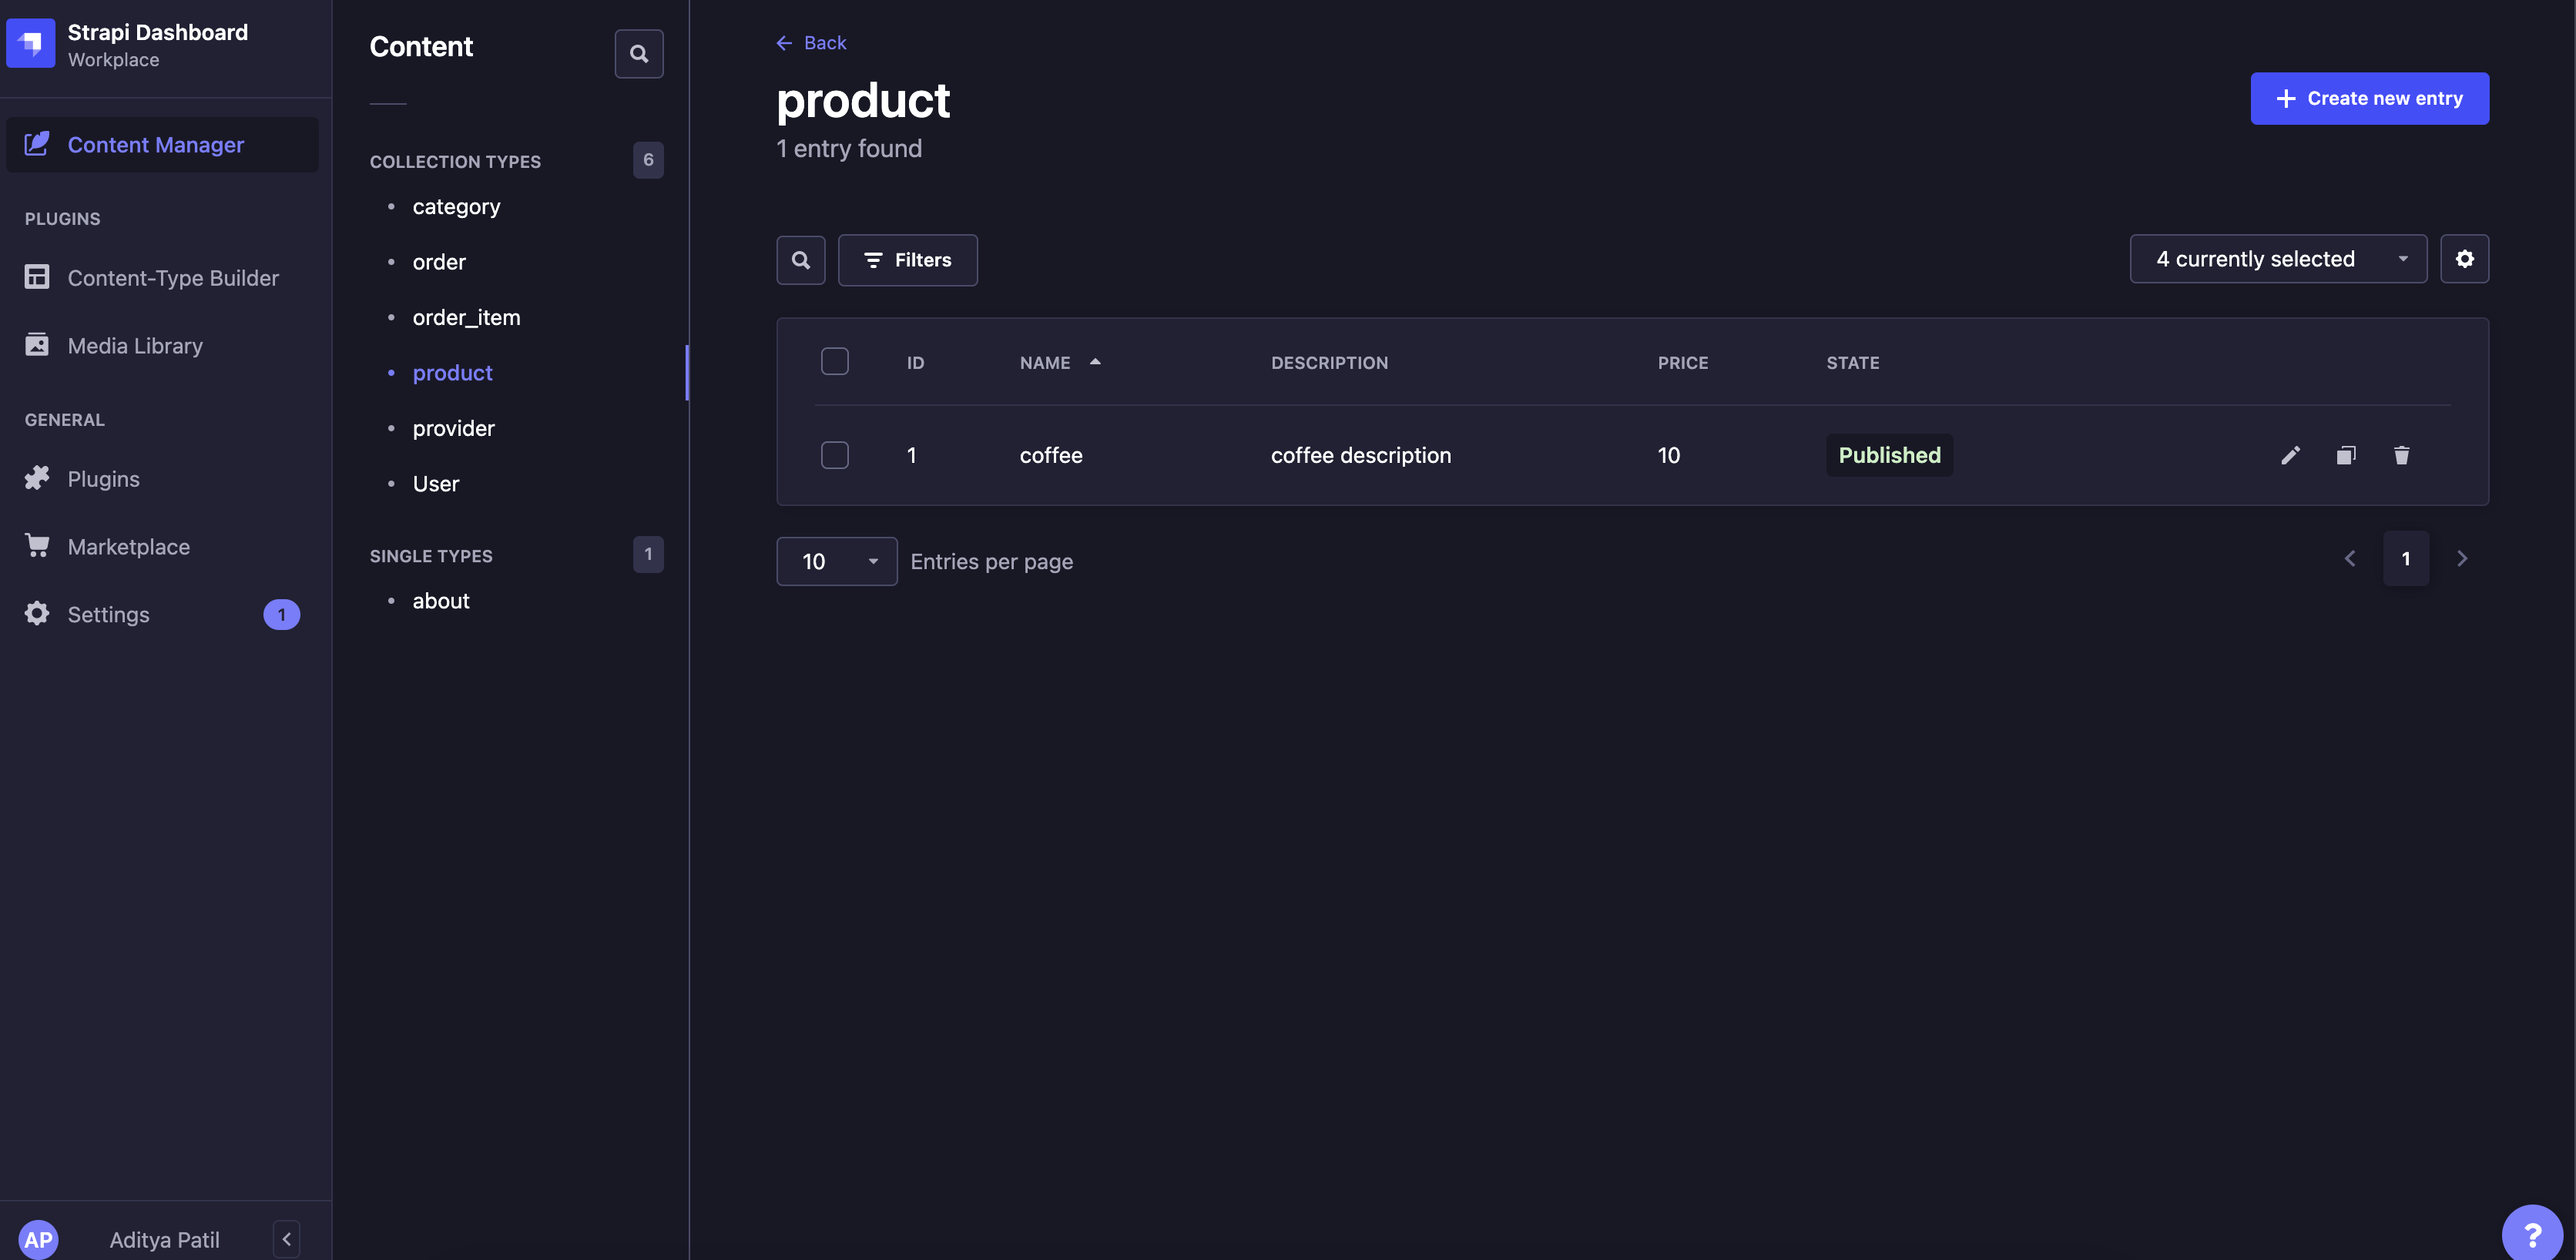 Strapi Dashboard
Workplace
Content Manager
PLUGINS
Content-Type Builder
Media Library
GENERAL
Plugins
Marketplace
Settings 1
AP Aditya Patil
Content
COLLECTION TYPES 6
category
order
order_item
product
provider
User
SINGLE TYPES 1
about
Back
product
1 entry found
Create new entry
Filters
4 currently selected
ID NAME DESCRIPTION PRICE STATE
1 coffee coffee description 10 Published
10 Entries per page
1
?